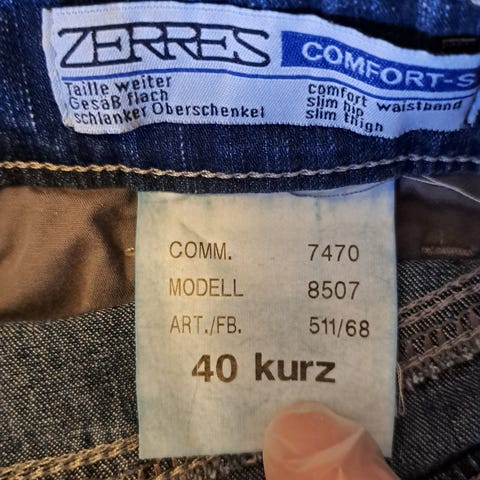 ZERRES COMFORT-S
Taille weiter
Gesäß flach
schlanker Oberschenkel
comfort waistband
slim hip
slim thigh
COMM. 7470
MODELL 8507
ART./FB. 511/68
40 kurz